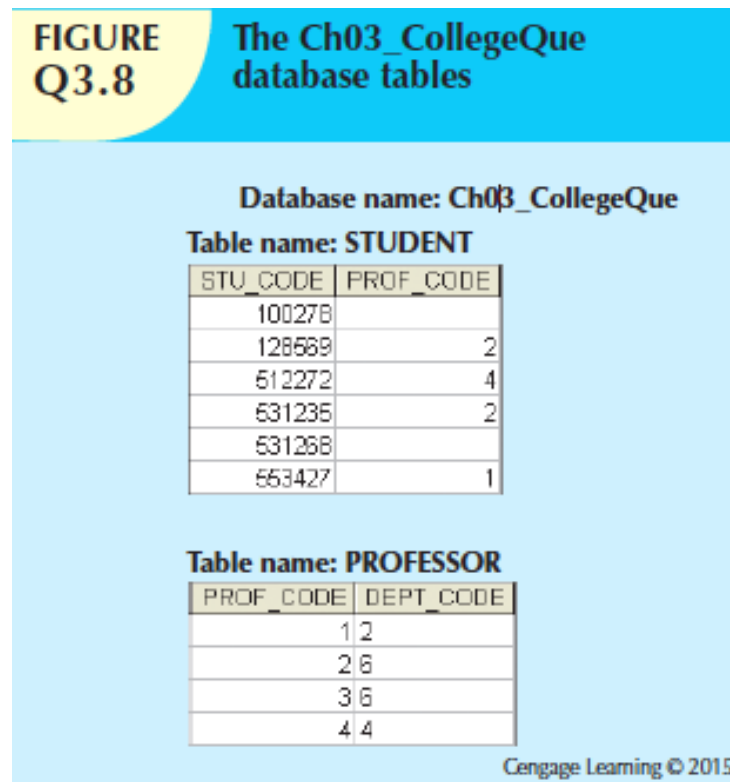 FIGURE Q3.8
The Ch03_CollegeQue
database tables
Database name: Ch03_CollegeQue
Table name: STUDENT
STU_CODE PROF_CODE
100278
128569 2
512272 4
531235 2
531268
553427 1
Table name: PROFESSOR
PROF_CODE DEPT_CODE
1 2
2 6
3 6
4 4
Cengage Learning © 2015